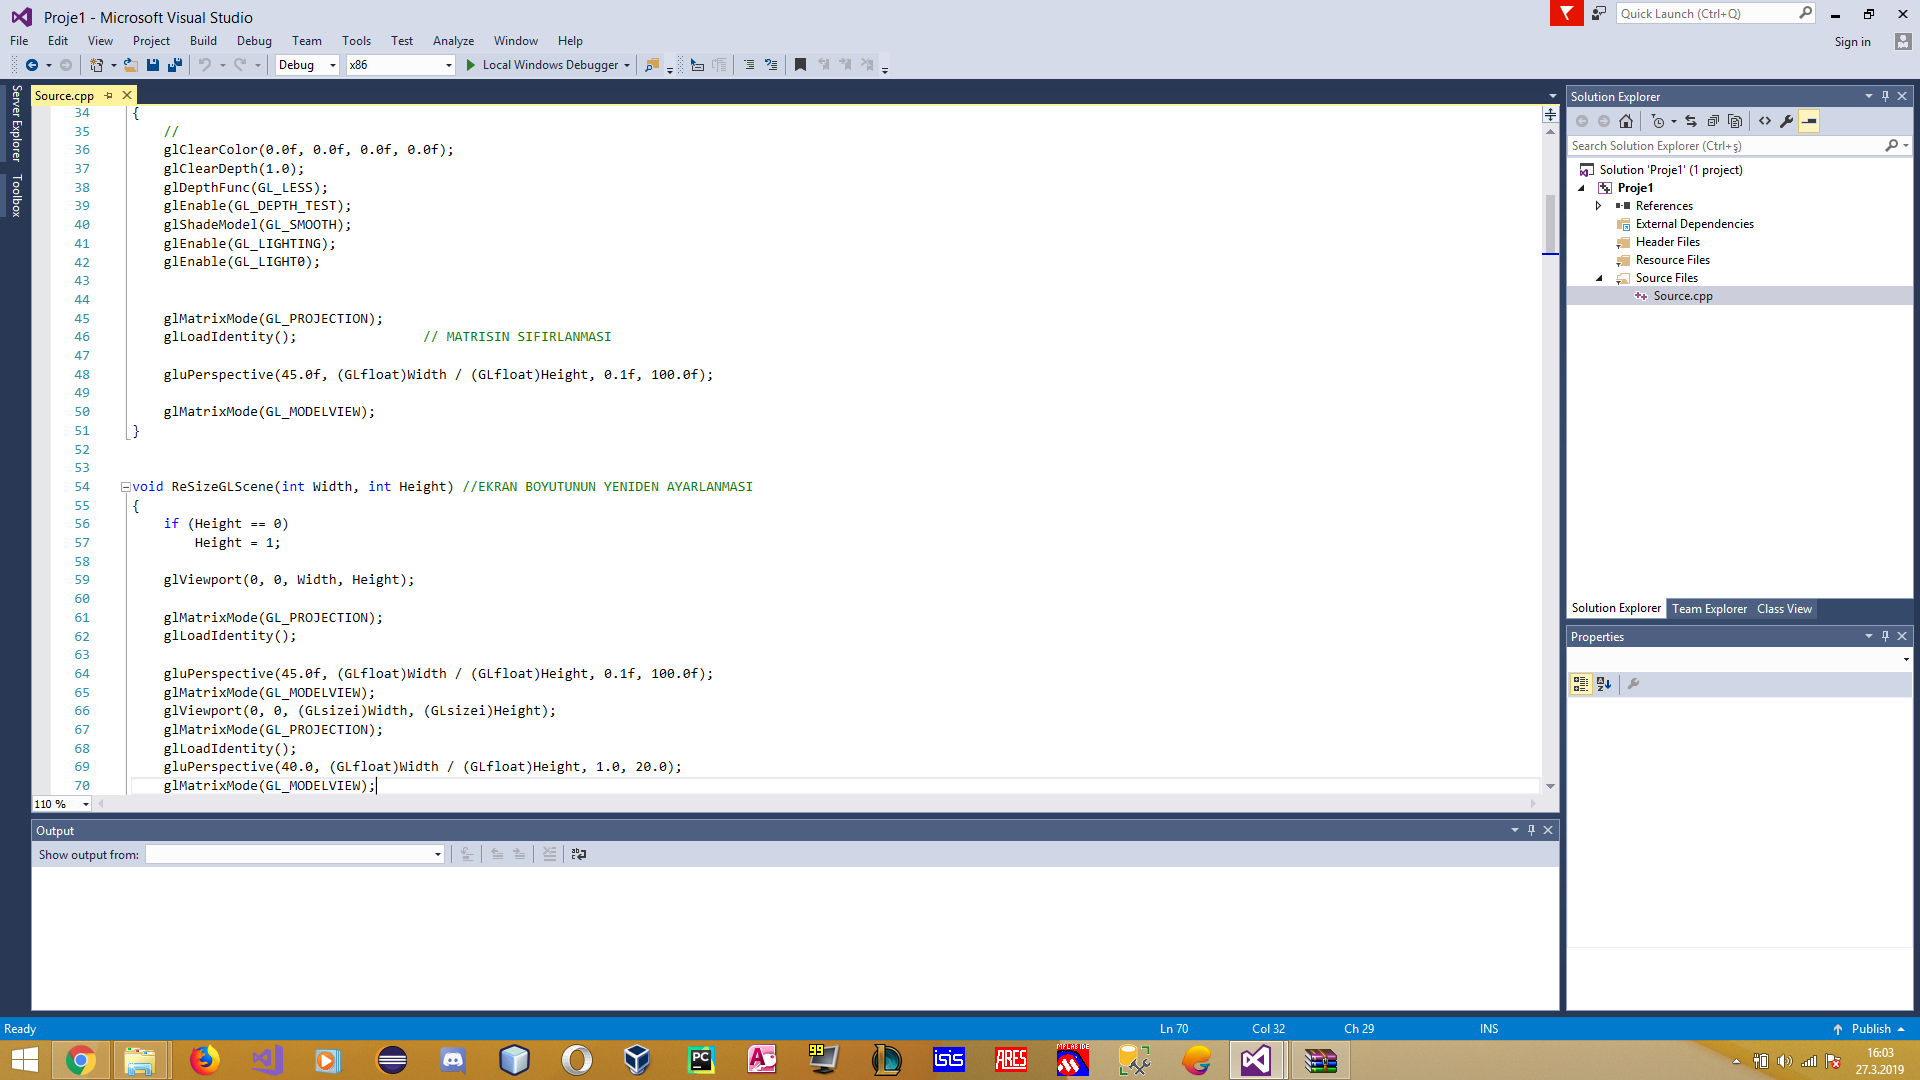 Proje1 - Microsoft Visual Studio
Quick Launch (Ctrl+Q)
File Edit View Project Build Debug Team Tools Test Analyze Window Help
Sign in
Debug x86 Local Windows Debugger
Server Explorer
Toolbox
Source.cpp
34 {
35 //
36 glClearColor(0.0f, 0.0f, 0.0f, 0.0f);
37 glClearDepth(1.0);
38 glDepthFunc(GL_LESS);
39 glEnable(GL_DEPTH_TEST);
40 glShadeModel(GL_SMOOTH);
41 glEnable(GL_LIGHTING);
42 glEnable(GL_LIGHT0);
43
44
45 glMatrixMode(GL_PROJECTION);
46 glLoadIdentity(); // MATRISIN SIFIRLANMASI
47
48 gluPerspective(45.0f, (GLfloat)Width / (GLfloat)Height, 0.1f, 100.0f);
49
50 glMatrixMode(GL_MODELVIEW);
51 }
52
53
54 void ReSizeGLScene(int Width, int Height) //EKRAN BOYUTUNUN YENIDEN AYARLANMASI
55 {
56 if (Height == 0)
57 Height = 1;
58
59 glViewport(0, 0, Width, Height);
60
61 glMatrixMode(GL_PROJECTION);
62 glLoadIdentity();
63
64 gluPerspective(45.0f, (GLfloat)Width / (GLfloat)Height, 0.1f, 100.0f);
65 glMatrixMode(GL_MODELVIEW);
66 glViewport(0, 0, (GLsizei)Width, (GLsizei)Height);
67 glMatrixMode(GL_PROJECTION);
68 glLoadIdentity();
69 gluPerspective(40.0, (GLfloat)Width / (GLfloat)Height, 1.0, 20.0);
70 glMatrixMode(GL_MODELVIEW);
110 %
Output
Show output from:
Solution Explorer
Search Solution Explorer (Ctrl+ş)
Solution 'Proje1' (1 project)
Proje1
References
External Dependencies
Header Files
Resource Files
Source Files
Source.cpp
Solution Explorer Team Explorer Class View
Properties
Ready Ln 70 Col 32 Ch 29 INS Publish
PC
99
isis
ARES
MPLAB IDE
16:03
27.3.2019